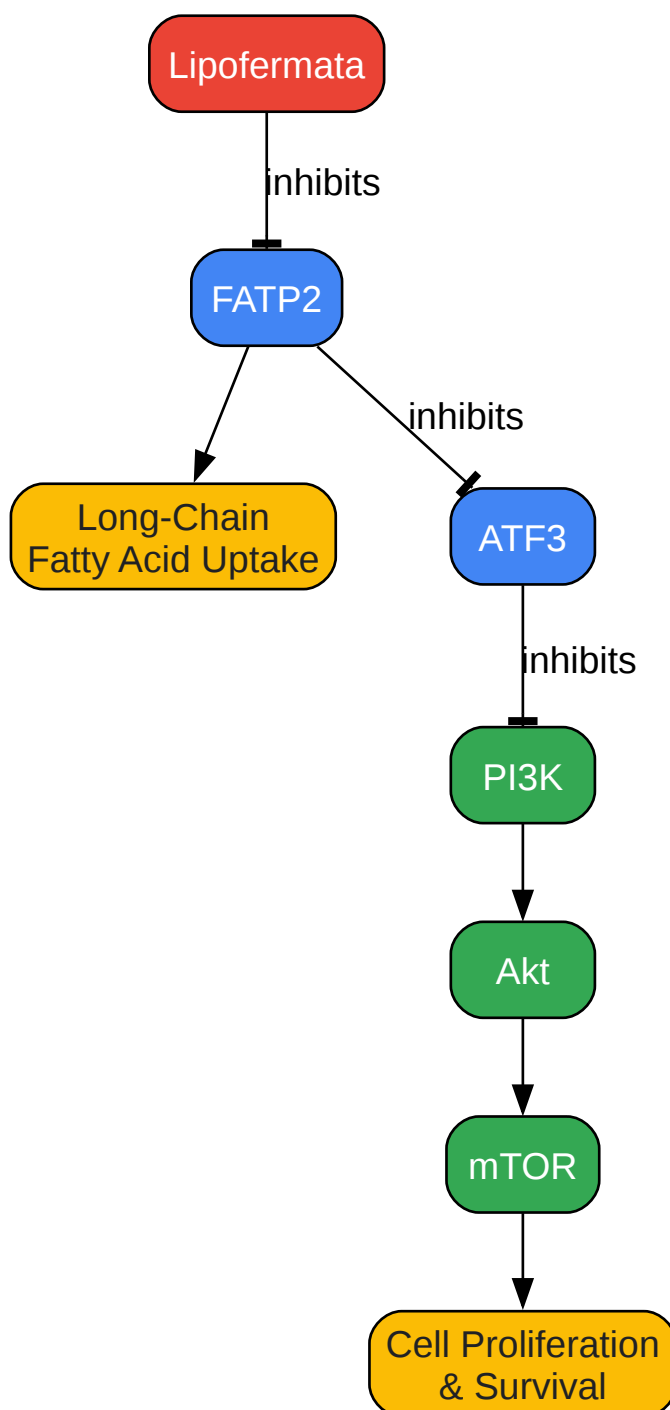 Lipofermata
inhibits
FATP2
inhibits
Long-Chain
Fatty Acid Uptake
ATF3
inhibits
PI3K
Akt
mTOR
Cell Proliferation
& Survival